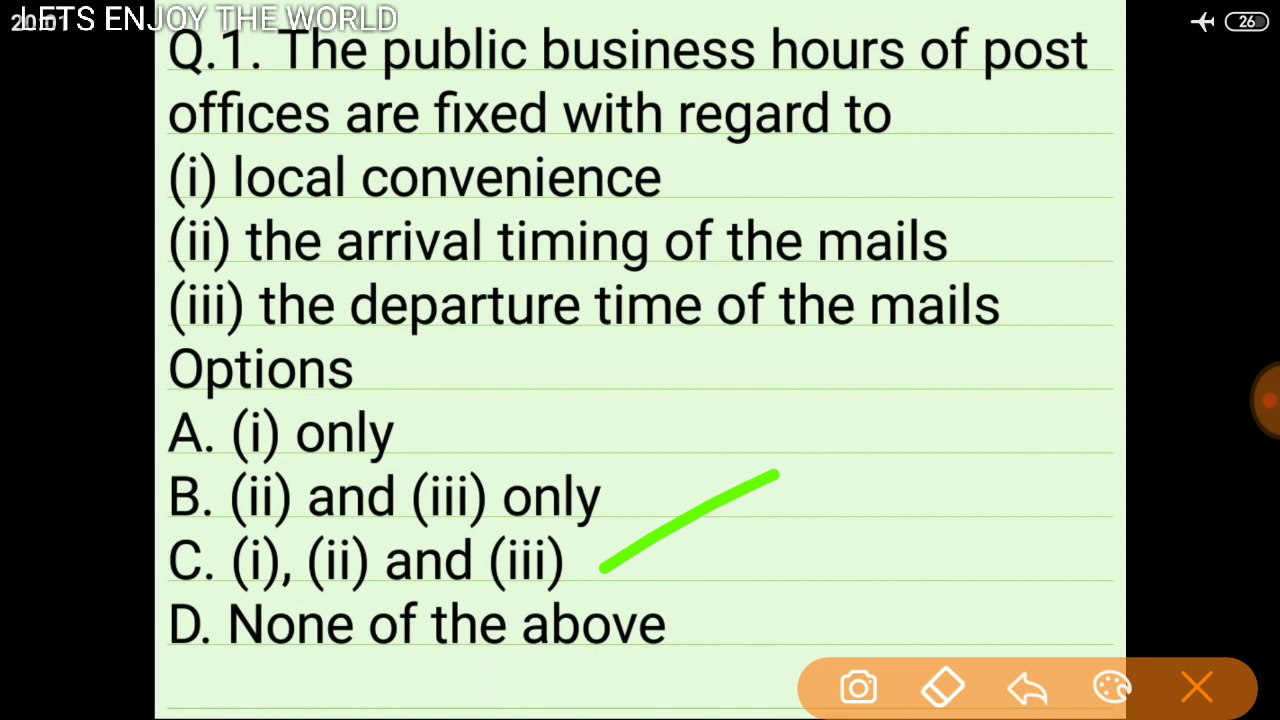 LETS ENJOY THE WORLD
26
Q.1. The public business hours of post
offices are fixed with regard to
(i) local convenience
(ii) the arrival timing of the mails
(iii) the departure time of the mails
Options
A. (i) only
B. (ii) and (iii) only
C. (i), (ii) and (iii)
D. None of the above